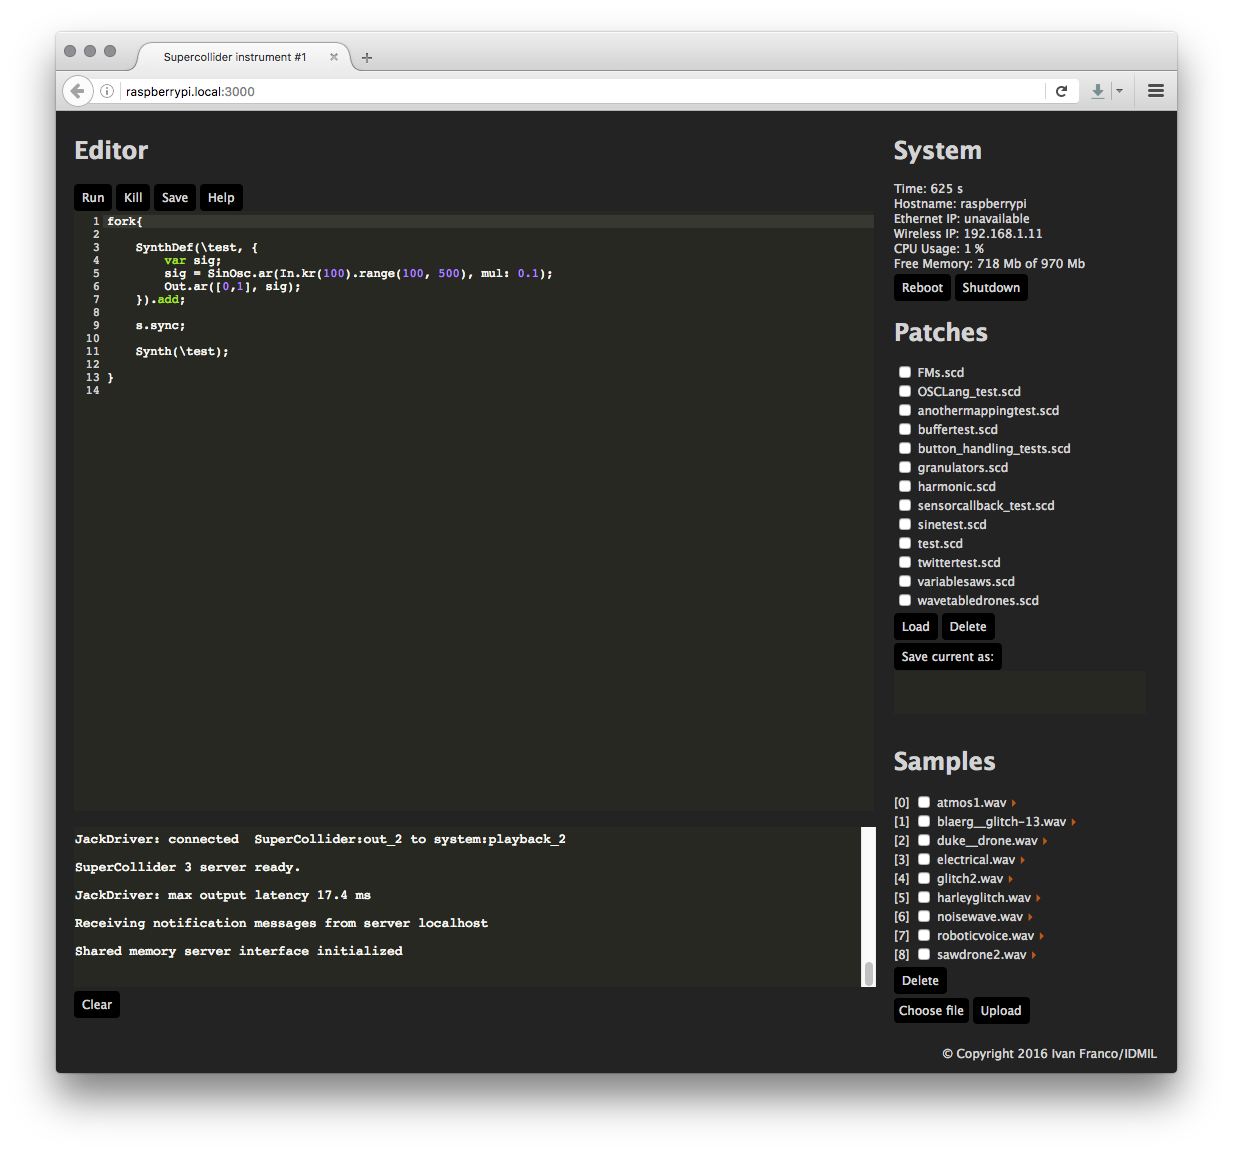 Supercollider instrument #1
raspberrypi.local:3000
Editor
Run Kill Save Help
1 fork{
2
3 SynthDef(\test, {
4 var sig;
5 sig = SinOsc.ar(In.kr(100).range(100, 500), mul: 0.1);
6 Out.ar([0,1], sig);
7 }).add;
8
9 s.sync;
10
11 Synth(\test);
12
13 }
14
JackDriver: connected  SuperCollider:out_2 to system:playback_2
SuperCollider 3 server ready.
JackDriver: max output latency 17.4 ms
Receiving notification messages from server localhost
Shared memory server interface initialized
Clear
System
Time: 625 s
Hostname: raspberrypi
Ethernet IP: unavailable
Wireless IP: 192.168.1.11
CPU Usage: 1 %
Free Memory: 718 Mb of 970 Mb
Reboot Shutdown
Patches
FMs.scd
OSCLang_test.scd
anothermappingtest.scd
buffertest.scd
button_handling_tests.scd
granulators.scd
harmonic.scd
sensorcallback_test.scd
sinetest.scd
test.scd
twittertest.scd
variablesaws.scd
wavetabledrones.scd
Load Delete
Save current as:
Samples
[0] atmos1.wav
[1] blaerg__glitch-13.wav
[2] duke__drone.wav
[3] electrical.wav
[4] glitch2.wav
[5] harleyglitch.wav
[6] noisewave.wav
[7] roboticvoice.wav
[8] sawdrone2.wav
Delete
Choose file Upload
© Copyright 2016 Ivan Franco/IDMIL